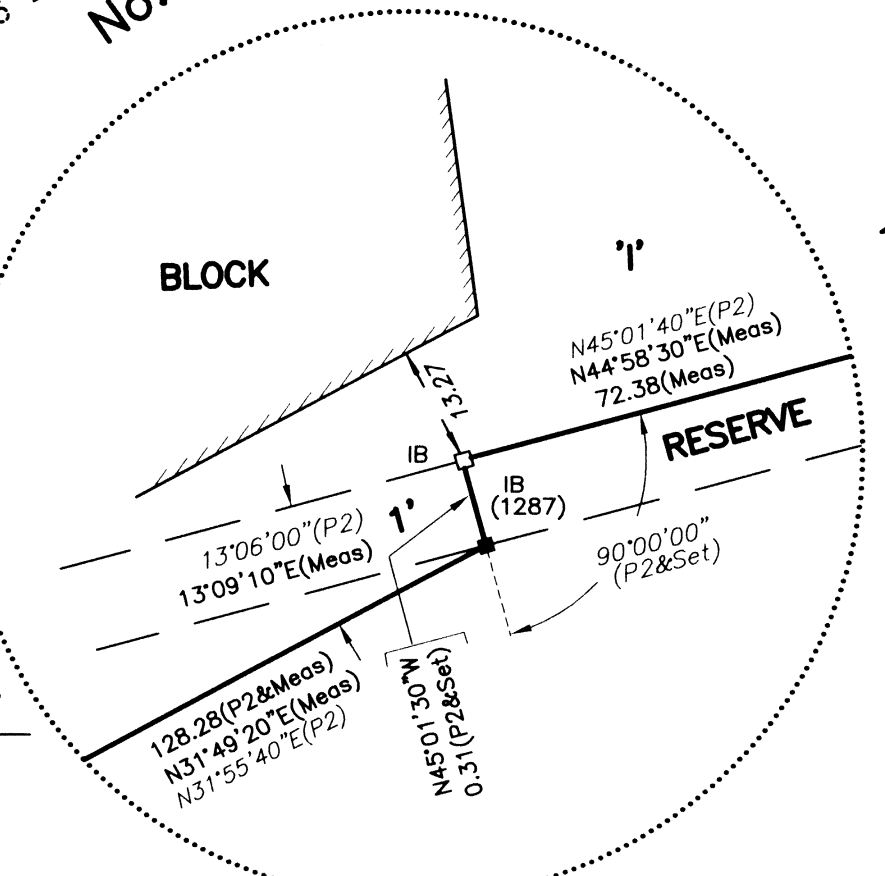 No.
BLOCK
'I'
N45°01'40"E(P2)
N44°58'30"E(Meas)
72.38(Meas)
13.27
RESERVE
IB
IB
(1287)
1'
13°06'00"(P2)
13°09'10"E(Meas)
90°00'00"
(P2&Set)
128.28(P2&Meas)
N31°49'20"E(Meas)
N31°55'40"E(P2)
N45°01'30"W
0.31(P2&Set)